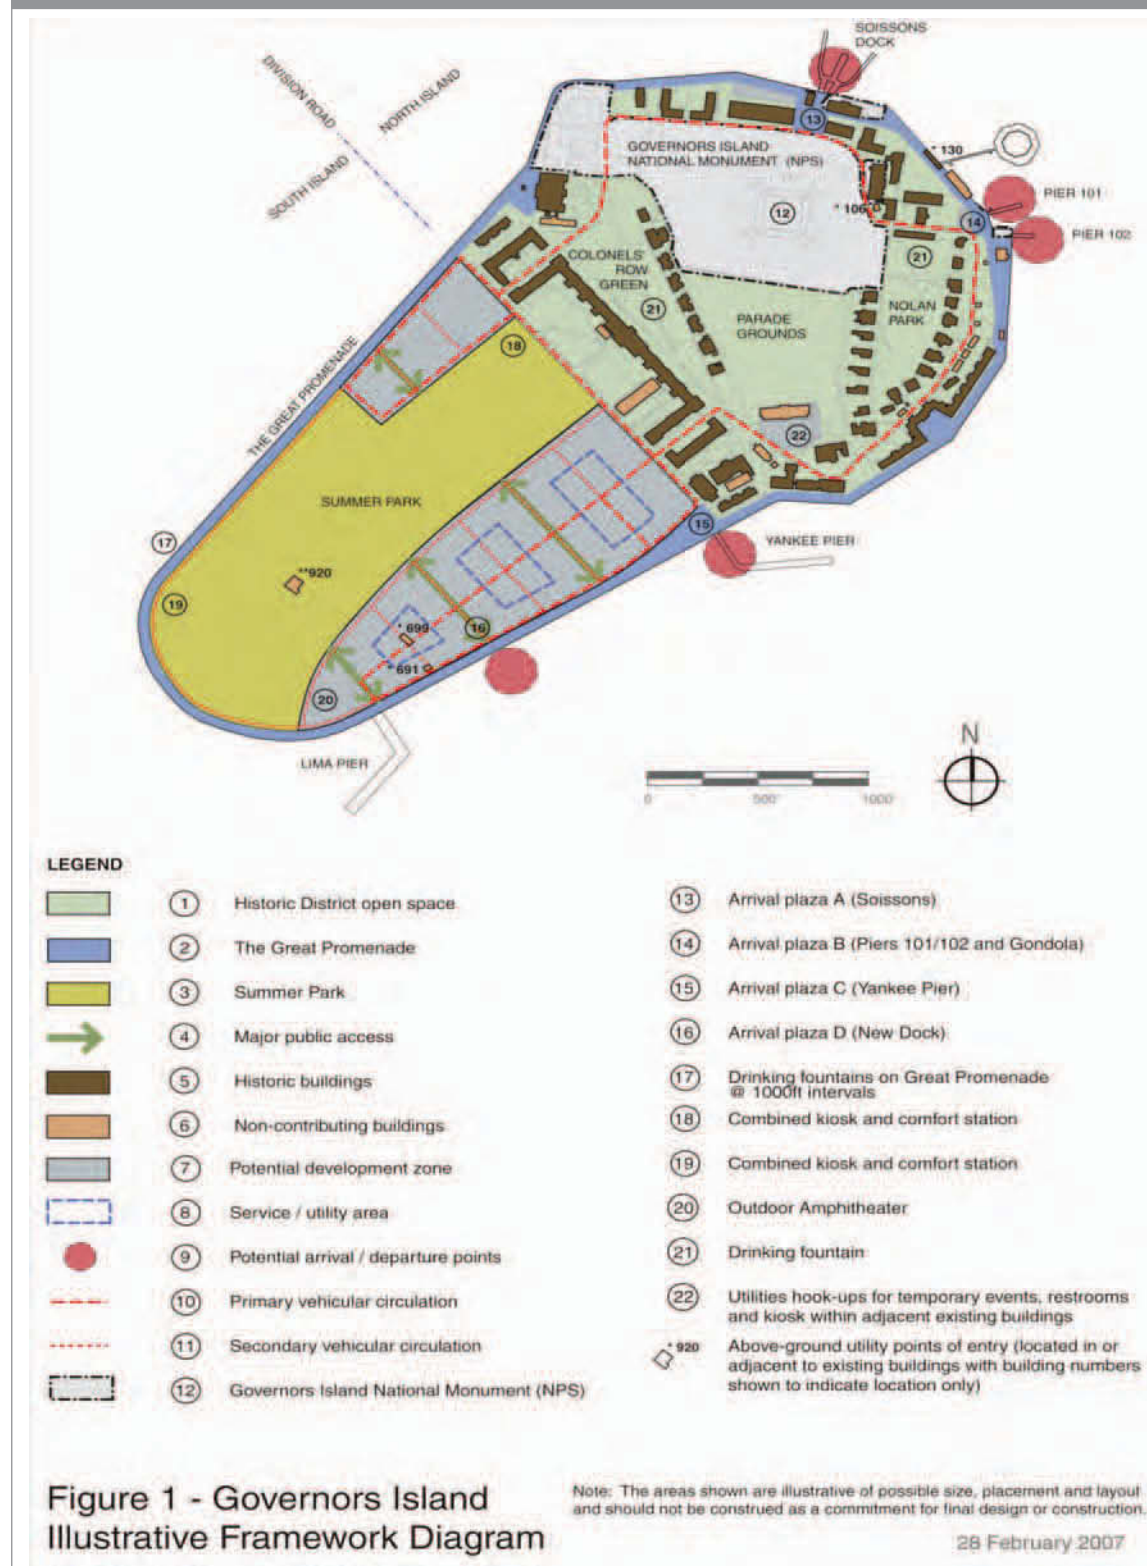 SOISSONS
DOCK
DIVISION ROAD
NORTH ISLAND
SOUTH ISLAND
13
GOVERNORS ISLAND
NATIONAL MONUMENT (NPS)
* 130
PIER 101
12
* 106
14
PIER 102
21
COLONELS'
ROW
GREEN
21
PARADE
GROUNDS
NOLAN
PARK
18
THE GREAT PROMENADE
22
SUMMER PARK
15
YANKEE PIER
17
**920
19
* 699
16
* 691
20
LIMA PIER
N
0
500'
1000'
LEGEND
1 Historic District open space
2 The Great Promenade
3 Summer Park
4 Major public access
5 Historic buildings
6 Non-contributing buildings
7 Potential development zone
8 Service / utility area
9 Potential arrival / departure points
10 Primary vehicular circulation
11 Secondary vehicular circulation
12 Governors Island National Monument (NPS)
13 Arrival plaza A (Soissons)
14 Arrival plaza B (Piers 101/102 and Gondola)
15 Arrival plaza C (Yankee Pier)
16 Arrival plaza D (New Dock)
17 Drinking fountains on Great Promenade
@ 1000ft intervals
18 Combined kiosk and comfort station
19 Combined kiosk and comfort station
20 Outdoor Amphitheater
21 Drinking fountain
22 Utilities hook-ups for temporary events, restrooms
and kiosk within adjacent existing buildings
* 920 Above-ground utility points of entry (located in or
adjacent to existing buildings with building numbers
shown to indicate location only)
Figure 1 - Governors Island
Illustrative Framework Diagram
Note: The areas shown are illustrative of possible size, placement and layout
and should not be construed as a commitment for final design or construction.
28 February 2007